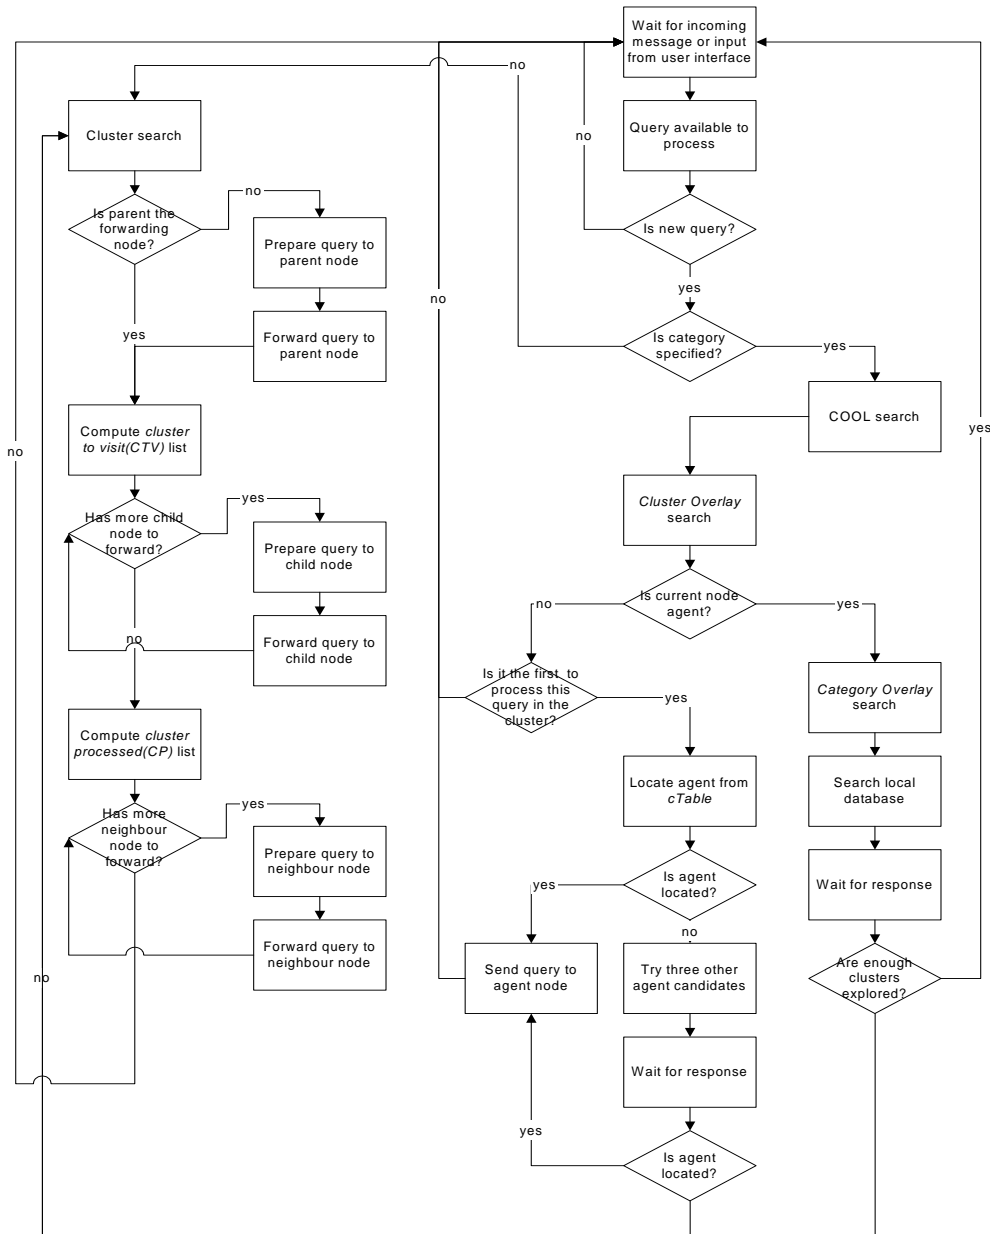 Wait for incoming
message or input
from user interface
no
Query available to
process
no
Cluster search
Is parent the
forwarding
node?
no
Is new query?
Prepare query to
parent node
yes
no
Forward query to
parent node
yes
Is category
specified?
yes
COOL search
yes
Compute cluster
to visit(CTV) list
no
Cluster Overlay
search
yes
Has more child
node to
forward?
Prepare query to
child node
Is current node
agent?
no
yes
Forward query to
child node
no
Is it the first to
process this
query in the
cluster?
yes
Category Overlay
search
Compute cluster
processed(CP) list
Locate agent from
cTable
Search local
database
yes
Has more
neighbour
node to
forward?
Prepare query to
neighbour node
Is agent
located?
yes
Wait for response
no
Forward query to
neighbour node
Send query to
agent node
Try three other
agent candidates
Are enough
clusters
explored?
no
Wait for response
yes
Is agent
located?